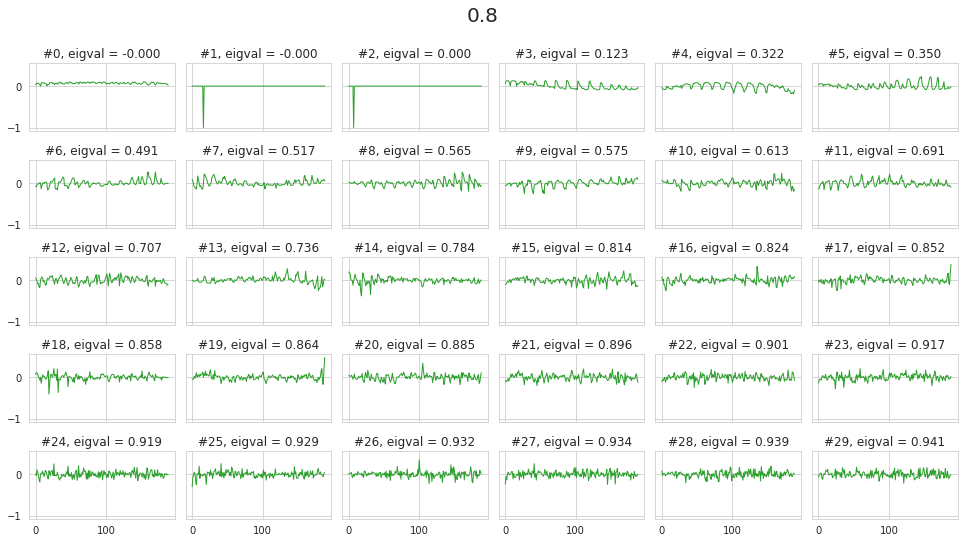 0.8
#0, eigval = -0.000 #1, eigval = -0.000 #2, eigval = 0.000 #3, eigval = 0.123 #4, eigval = 0.322 #5, eigval = 0.350
0
−1
#6, eigval = 0.491 #7, eigval = 0.517 #8, eigval = 0.565 #9, eigval = 0.575 #10, eigval = 0.613 #11, eigval = 0.691
0
−1
#12, eigval = 0.707 #13, eigval = 0.736 #14, eigval = 0.784 #15, eigval = 0.814 #16, eigval = 0.824 #17, eigval = 0.852
0
−1
#18, eigval = 0.858 #19, eigval = 0.864 #20, eigval = 0.885 #21, eigval = 0.896 #22, eigval = 0.901 #23, eigval = 0.917
0
−1
#24, eigval = 0.919 #25, eigval = 0.929 #26, eigval = 0.932 #27, eigval = 0.934 #28, eigval = 0.939 #29, eigval = 0.941
0
−1
0 100 0 100 0 100 0 100 0 100 0 100